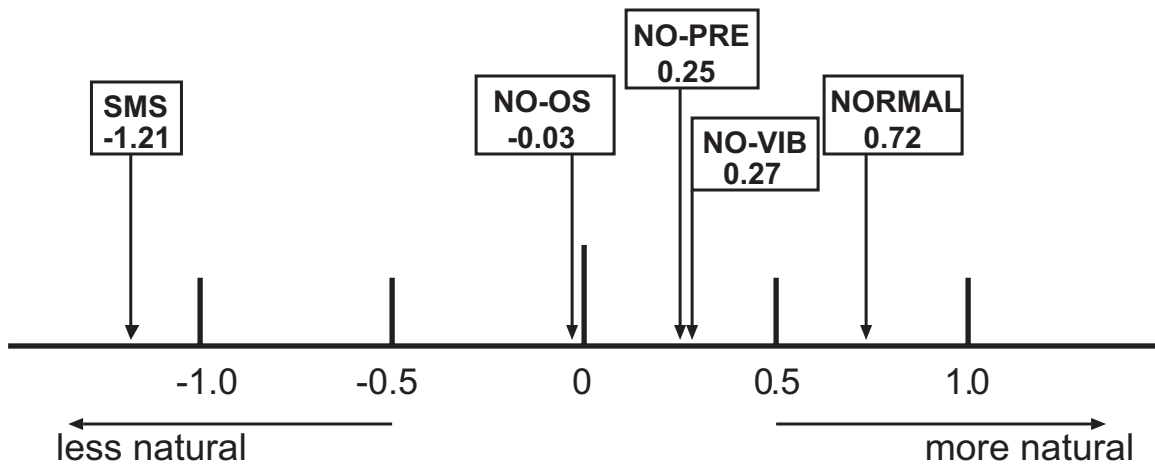 NO-PRE
0.25
SMS
-1.21
NO-OS
-0.03
NORMAL
0.72
NO-VIB
0.27
-1.0
-0.5
0
0.5
1.0
less natural
more natural